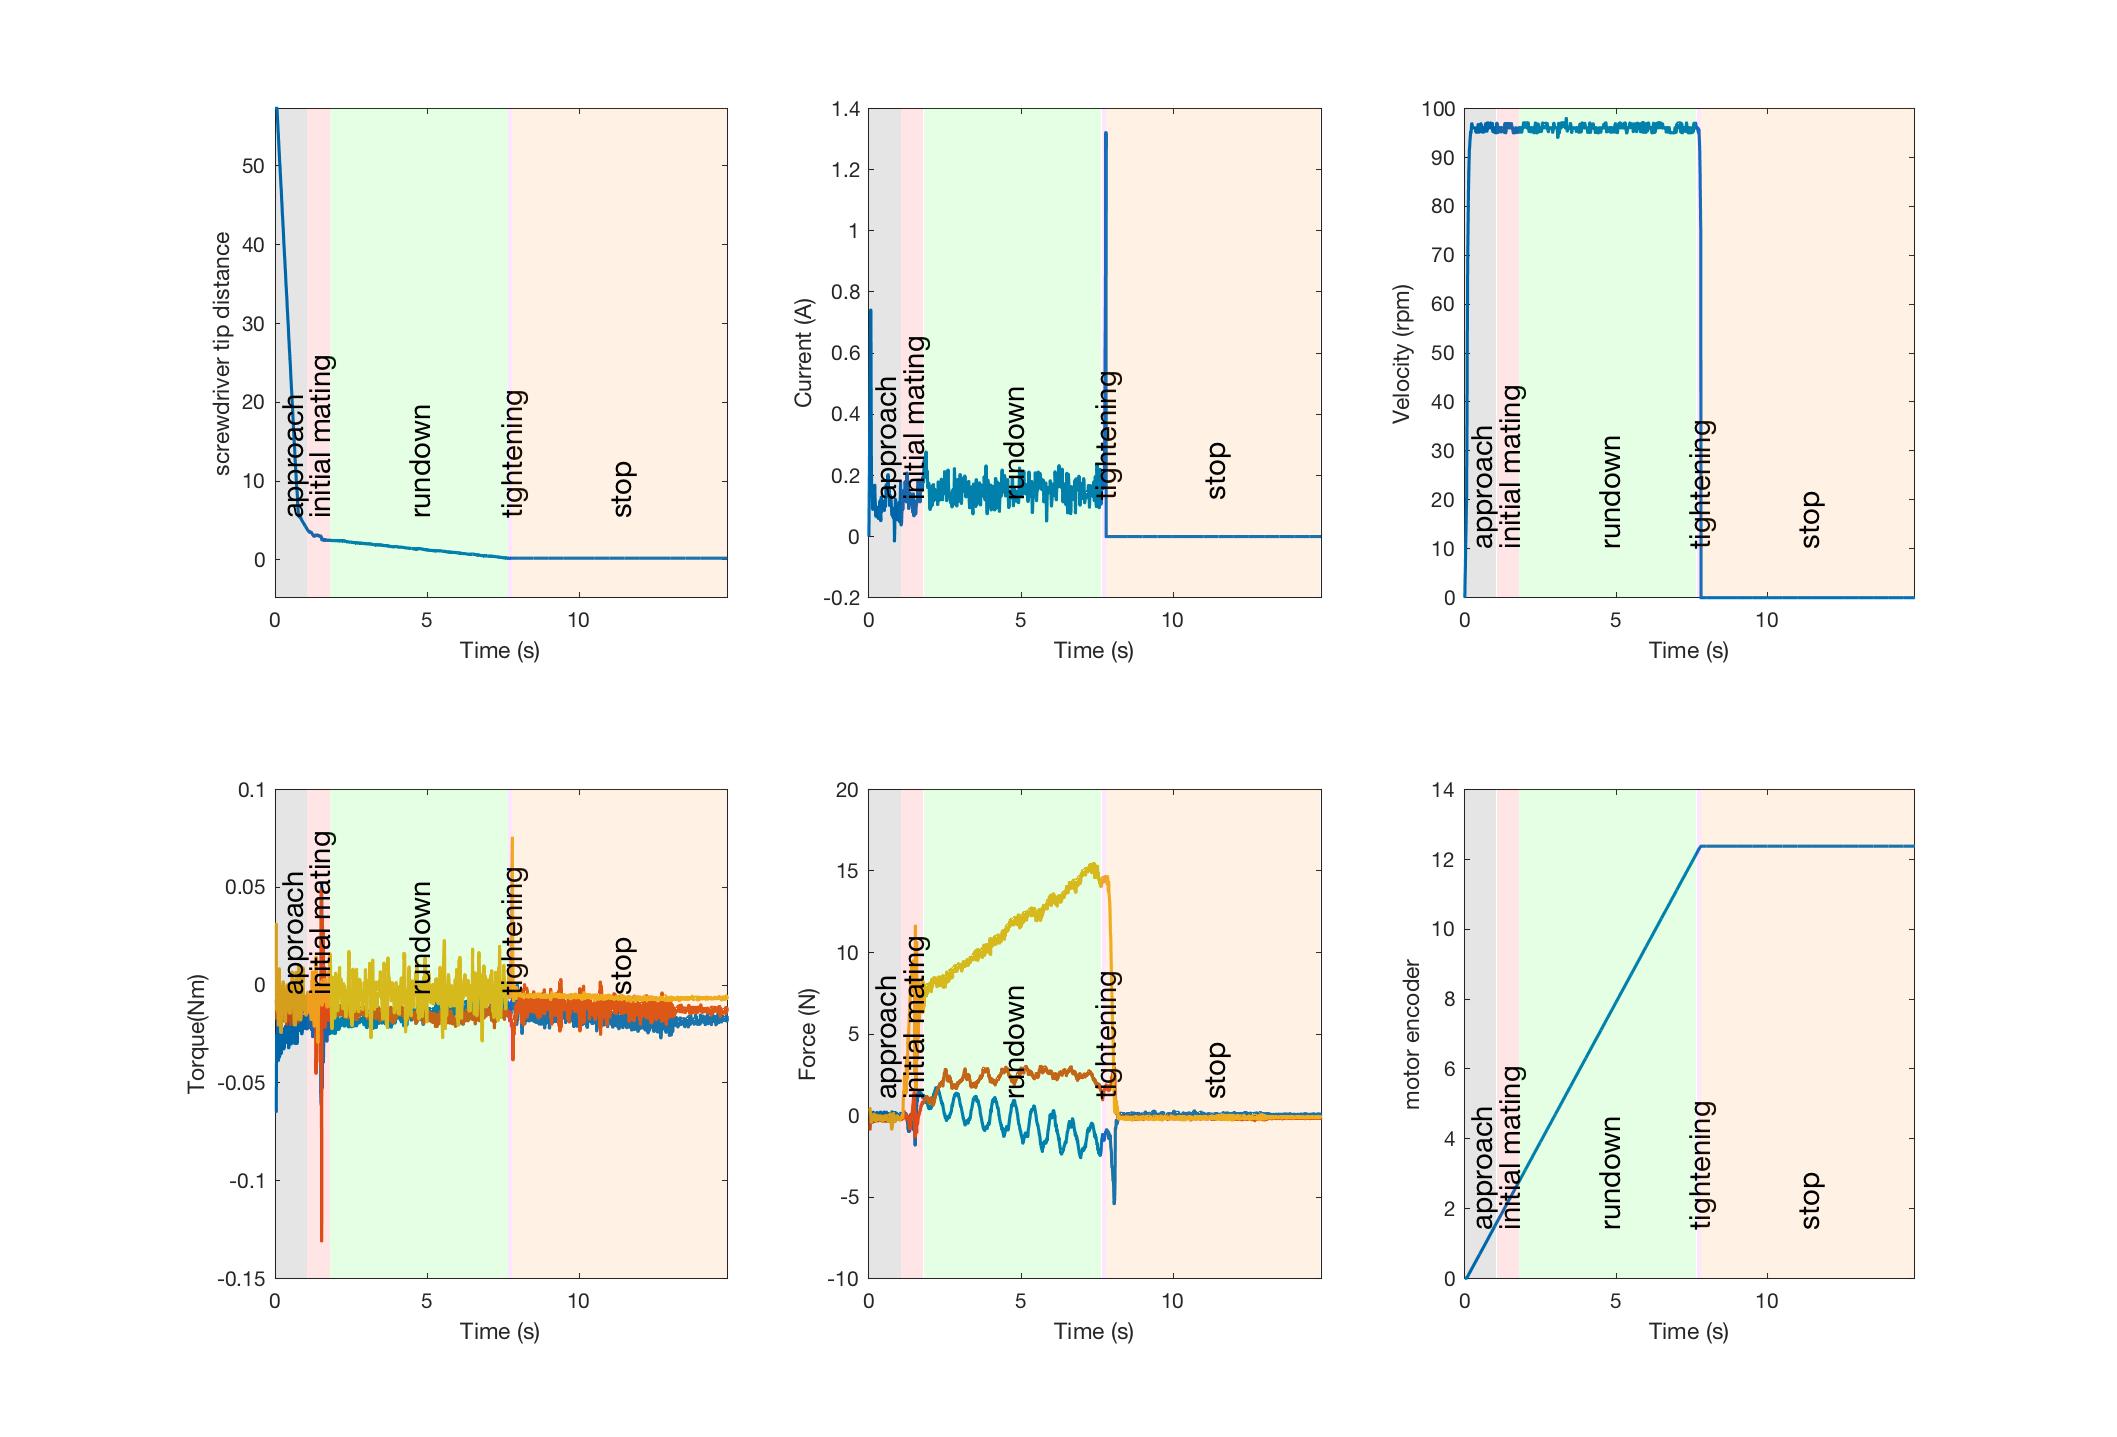 screwdriver tip distance
50
40
30
20
10
0
approach
initial mating
rundown
tightening
stop
0 5 10
Time (s)
Current (A)
1.4
1.2
1
0.8
0.6
0.4
0.2
0
-0.2
approach
initial mating
rundown
tightening
stop
0 5 10
Time (s)
Velocity (rpm)
100
90
80
70
60
50
40
30
20
10
0
approach
initial mating
rundown
tightening
stop
0 5 10
Time (s)
Torque(Nm)
0.1
0.05
0
-0.05
-0.1
-0.15
approach
initial mating
rundown
tightening
stop
0 5 10
Time (s)
Force (N)
20
15
10
5
0
-5
-10
approach
initial mating
rundown
tightening
stop
0 5 10
Time (s)
motor encoder
14
12
10
8
6
4
2
0
approach
initial mating
rundown
tightening
stop
0 5 10
Time (s)